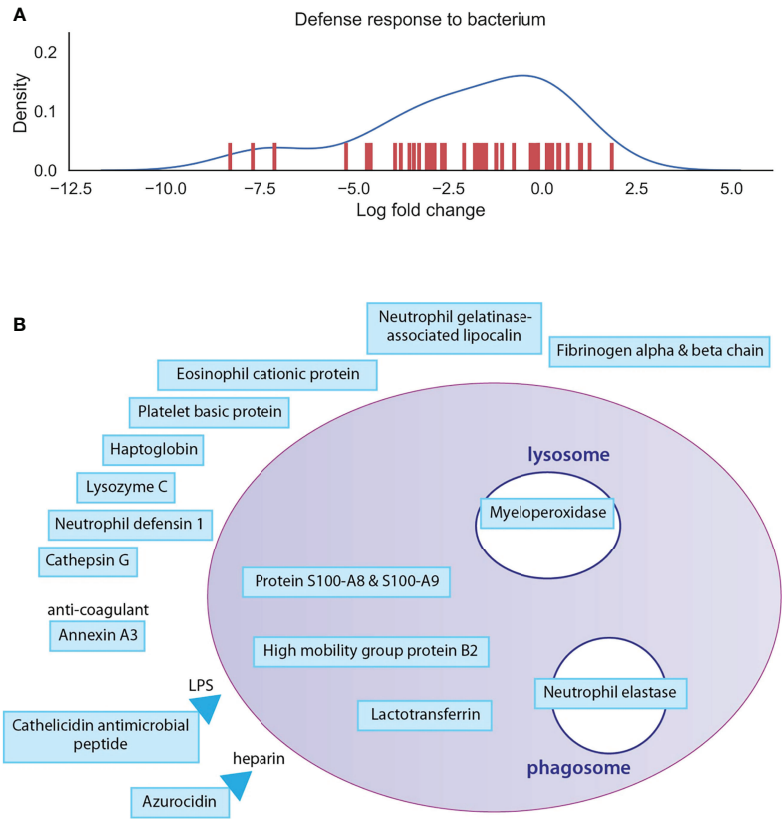 A
Defense response to bacterium
Density
0.2
0.1
0.0
−12.5 −10.0 −7.5 −5.0 −2.5 0.0 2.5 5.0
Log fold change
B
Neutrophil gelatinase-
associated lipocalin
Fibrinogen alpha & beta chain
Eosinophil cationic protein
Platelet basic protein
Haptoglobin
lysosome
Lysozyme C
Myeloperoxidase
Neutrophil defensin 1
Cathepsin G
Protein S100-A8 & S100-A9
anti-coagulant
Annexin A3
High mobility group protein B2
LPS
Neutrophil elastase
Lactotransferrin
Cathelicidin antimicrobial
peptide
heparin
phagosome
Azurocidin